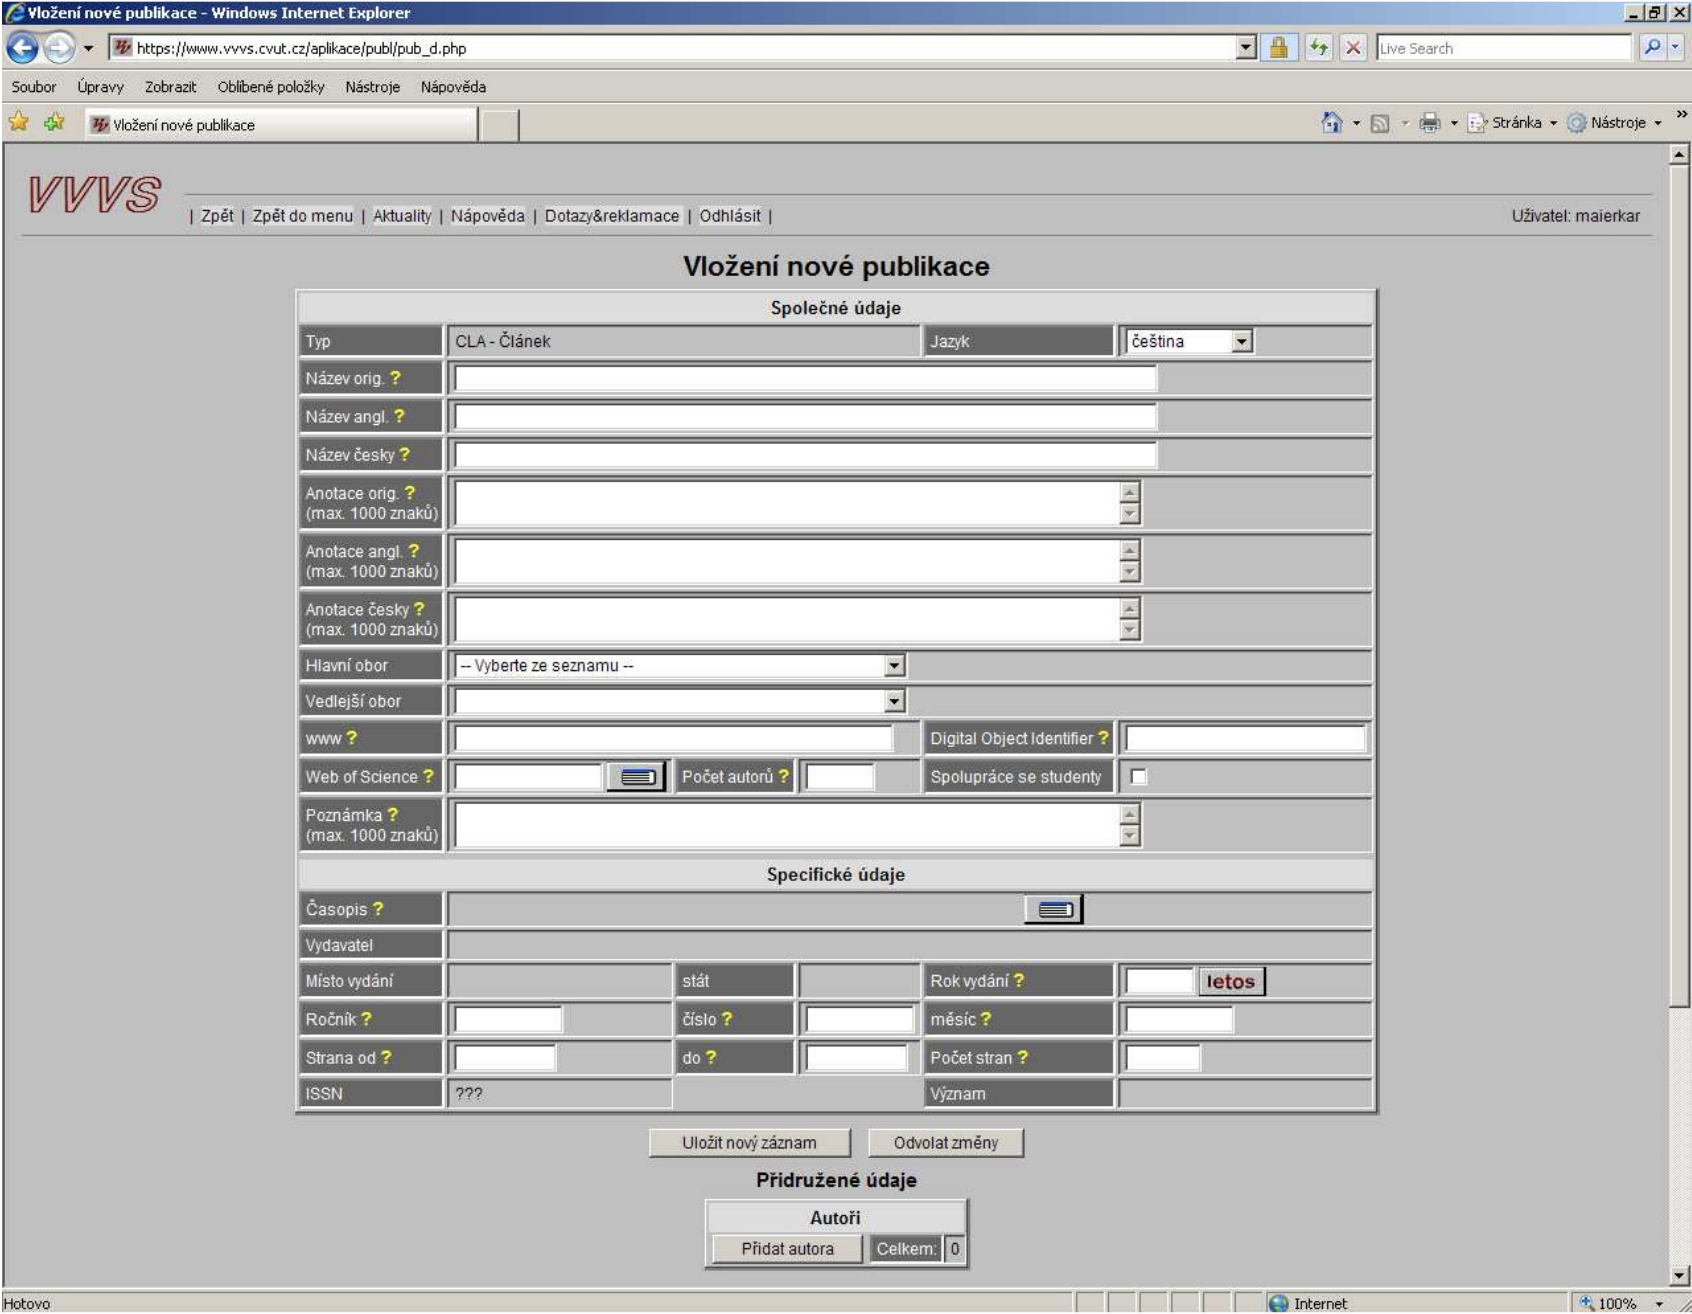 Vložení nové publikace - Windows Internet Explorer
https://www.vvvs.cvut.cz/aplikace/publ/pub_d.php
Live Search
Soubor Úpravy Zobrazit Oblíbené položky Nástroje Nápověda
Vložení nové publikace
Stránka Nástroje »
VVVS
| Zpět | Zpět do menu | Aktuality | Nápověda | Dotazy&reklamace | Odhlásit |
Uživatel: maierkar
Vložení nové publikace
Společné údaje
Typ CLA - Článek Jazyk čeština
Název orig. ?
Název angl. ?
Název česky ?
Anotace orig. ?
(max. 1000 znaků)
Anotace angl. ?
(max. 1000 znaků)
Anotace česky ?
(max. 1000 znaků)
Hlavní obor -- Vyberte ze seznamu --
Vedlejší obor
www ? Digital Object Identifier ?
Web of Science ? Počet autorů ? Spolupráce se studenty
Poznámka ?
(max. 1000 znaků)
Specifické údaje
Časopis ?
Vydavatel
Místo vydání stát Rok vydání ? letos
Ročník ? číslo ? měsíc ?
Strana od ? do ? Počet stran ?
ISSN ??? Význam
Uložit nový záznam Odvolat změny
Přidružené údaje
Autoři
Přidat autora Celkem: 0
Hotovo Internet 100%